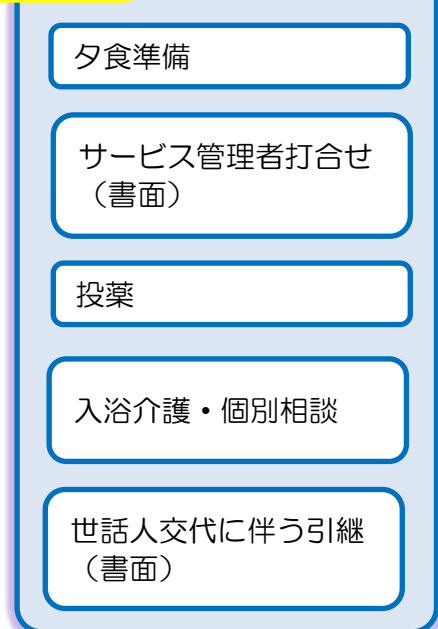 夕食準備
サービス管理者打合せ
（書面）
投薬
入浴介護・個別相談
世話人交代に伴う引継
（書面）